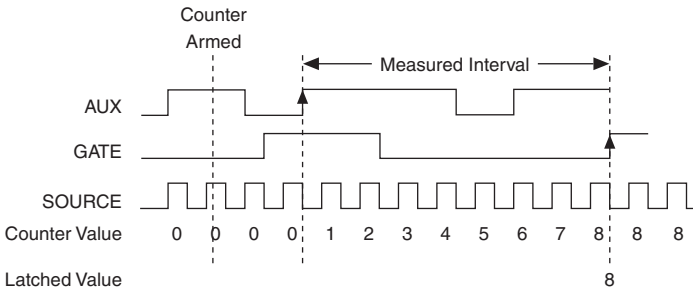 Counter
Armed
Measured Interval
AUX
GATE
SOURCE
Counter Value 0 0 0 0 1 2 3 4 5 6 7 8 8 8
Latched Value 8